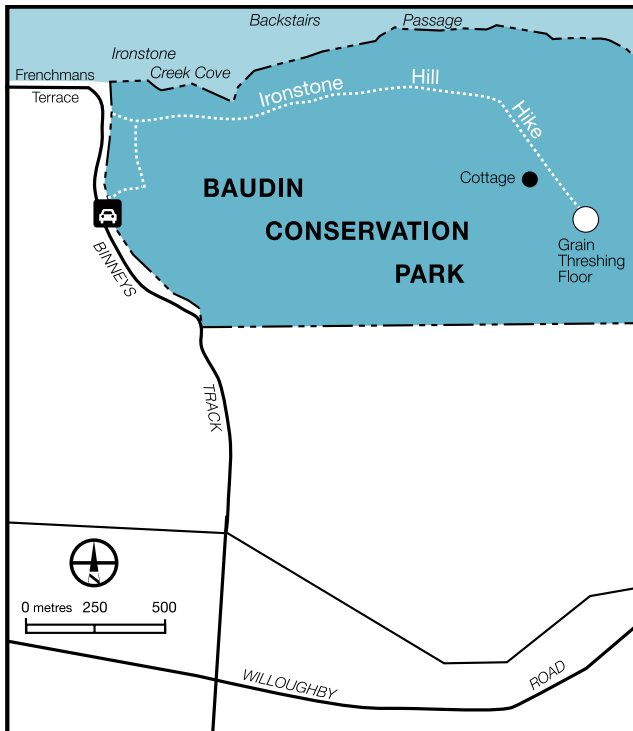 Backstairs Passage
Ironstone
Creek Cove
Frenchmans
Terrace
Ironstone Hill Hike
BAUDIN
CONSERVATION
PARK
Cottage
Grain
Threshing
Floor
BINNEYS
TRACK
N
0 metres 250 500
WILLOUGHBY ROAD